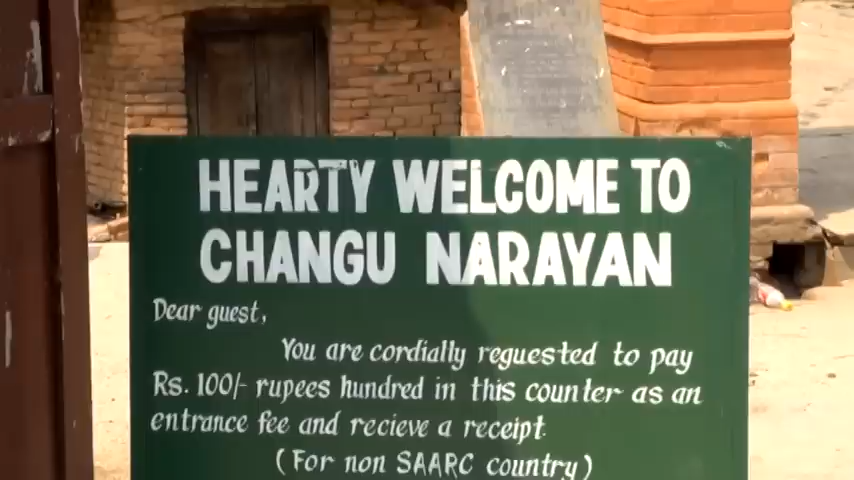 HEARTY WELCOME TO
CHANGU NARAYAN
Dear guest,
You are cordially reguested to pay
Rs. 100/- rupees hundred in this counter as an
entrance fee and recieve a receipt.
(For non SAARC country)